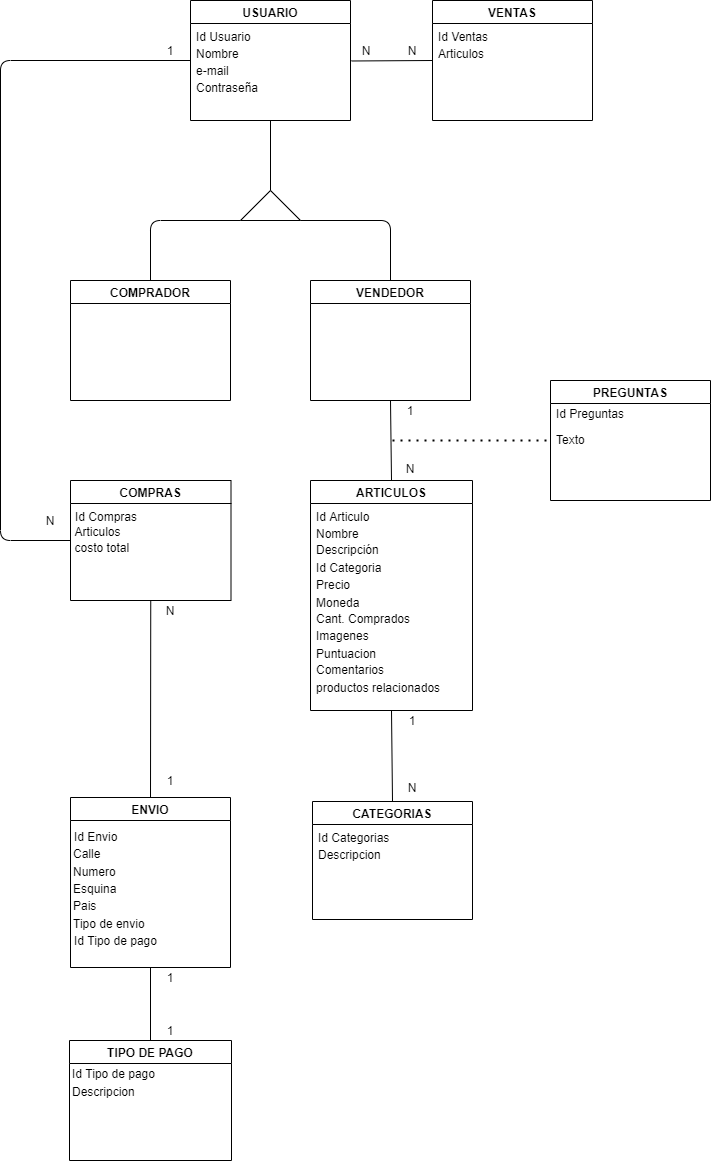 USUARIO
Id Usuario
Nombre
e-mail
Contraseña
VENTAS
Id Ventas
Articulos
1
N
N
COMPRADOR
VENDEDOR
1
N
PREGUNTAS
Id Preguntas
Texto
COMPRAS
Id Compras
Articulos
costo total
N
N
ARTICULOS
Id Articulo
Nombre
Descripción
Id Categoria
Precio
Moneda
Cant. Comprados
Imagenes
Puntuacion
Comentarios
productos relacionados
1
N
1
ENVIO
Id Envio
Calle
Numero
Esquina
Pais
Tipo de envio
Id Tipo de pago
CATEGORIAS
Id Categorias
Descripcion
1
1
TIPO DE PAGO
Id Tipo de pago
Descripcion